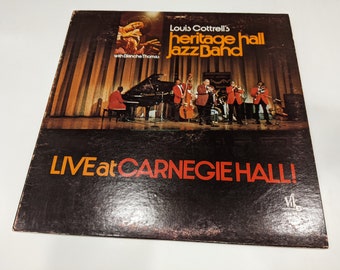 Louis Cottrell's
heritage hall
jazz Band
with Blanche Thomas
LIVE at CARNEGIE HALL!